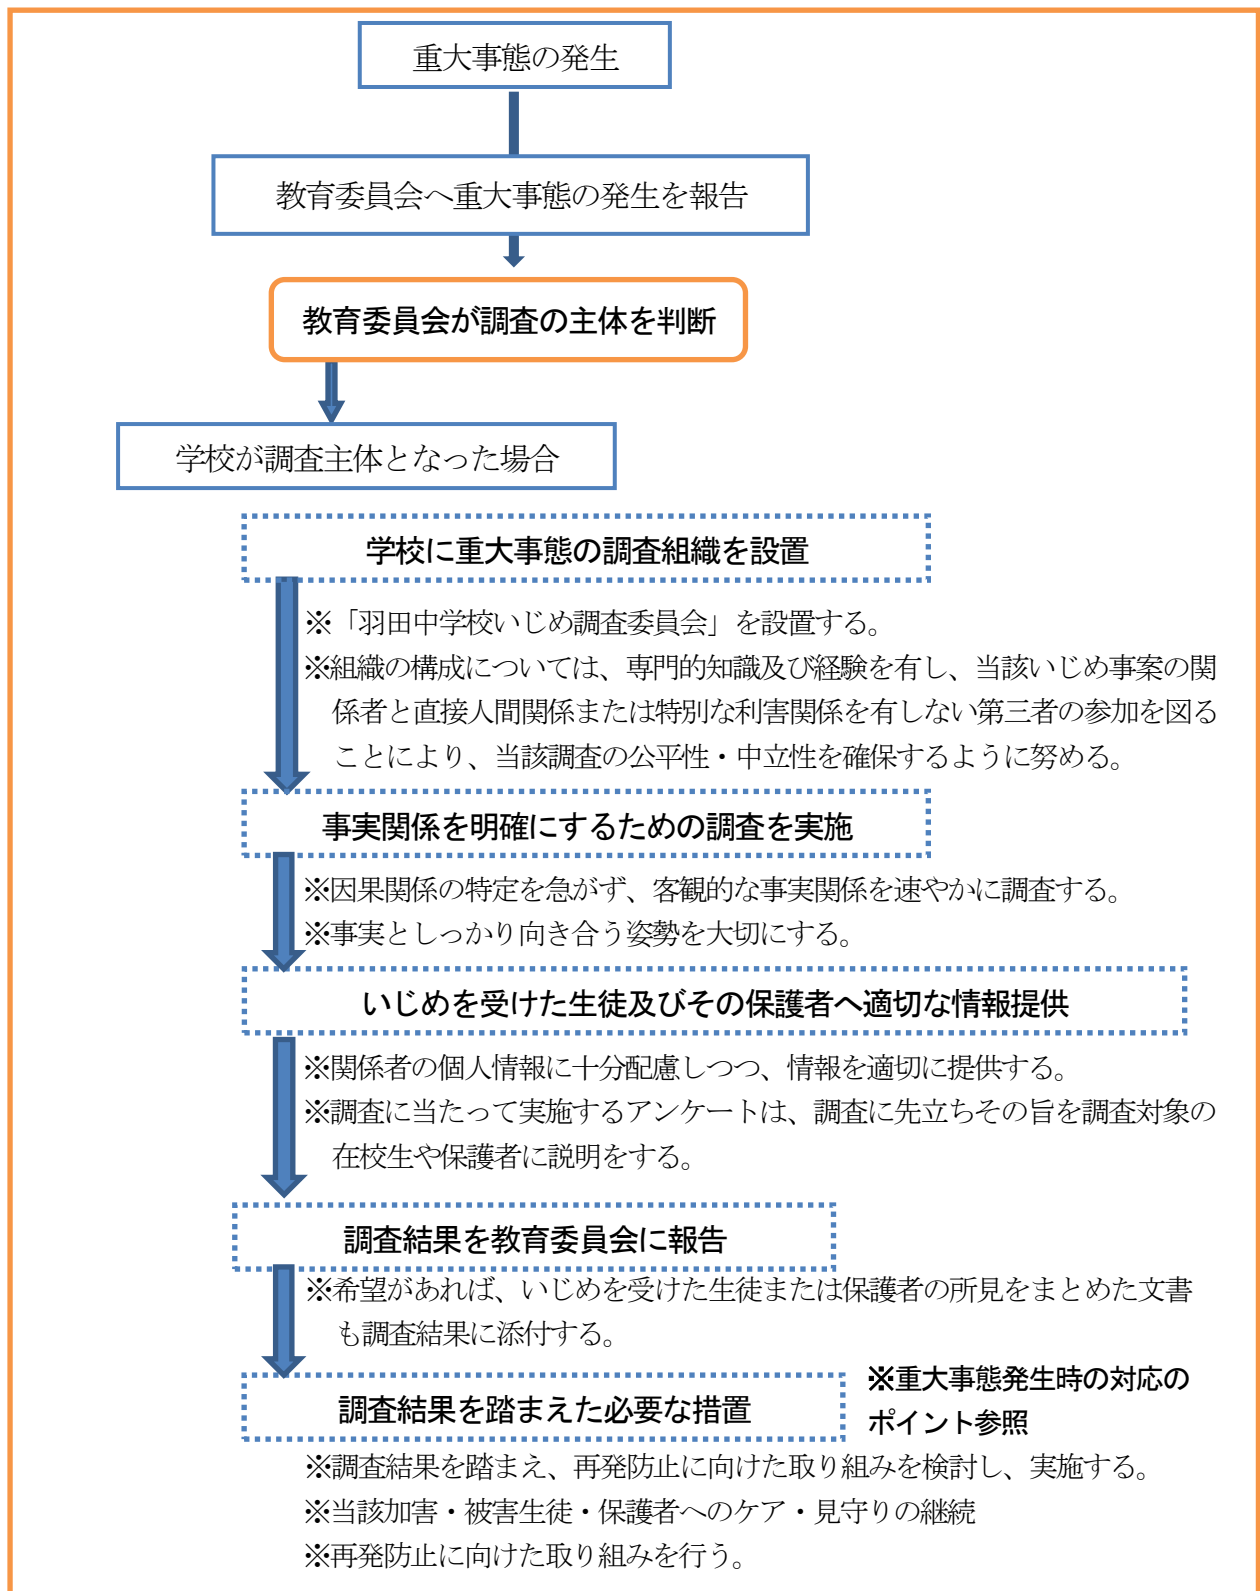 重大事態の発生
教育委員会へ重大事態の発生を報告
教育委員会が調査の主体を判断
学校が調査主体となった場合
学校に重大事態の調査組織を設置
※「羽田中学校いじめ調査委員会」を設置する。
※組織の構成については、専門的知識及び経験を有し、当該いじめ事案の関
係者と直接人間関係または特別な利害関係を有しない第三者の参加を図る
ことにより、当該調査の公平性・中立性を確保するように努める。
事実関係を明確にするための調査を実施
※因果関係の特定を急がず、客観的な事実関係を速やかに調査する。
※事実としっかり向き合う姿勢を大切にする。
いじめを受けた生徒及びその保護者へ適切な情報提供
※関係者の個人情報に十分配慮しつつ、情報を適切に提供する。
※調査に当たって実施するアンケートは、調査に先立ちその旨を調査対象の
在校生や保護者に説明をする。
調査結果を教育委員会に報告
※希望があれば、いじめを受けた生徒または保護者の所見をまとめた文書
も調査結果に添付する。
調査結果を踏まえた必要な措置
※重大事態発生時の対応の
ポイント参照
※調査結果を踏まえ、再発防止に向けた取り組みを検討し、実施する。
※当該加害・被害生徒・保護者へのケア・見守りの継続
※再発防止に向けた取り組みを行う。